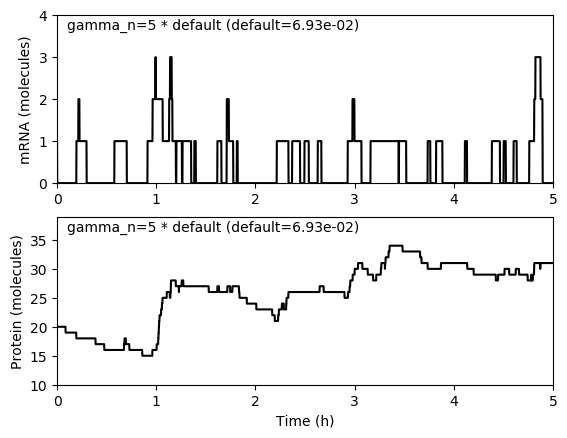 gamma_n=5 * default (default=6.93e-02)
mRNA (molecules)
4
3
2
1
0
0 1 2 3 4 5
gamma_n=5 * default (default=6.93e-02)
Protein (molecules)
35
30
25
20
15
10
0 1 2 3 4 5
Time (h)